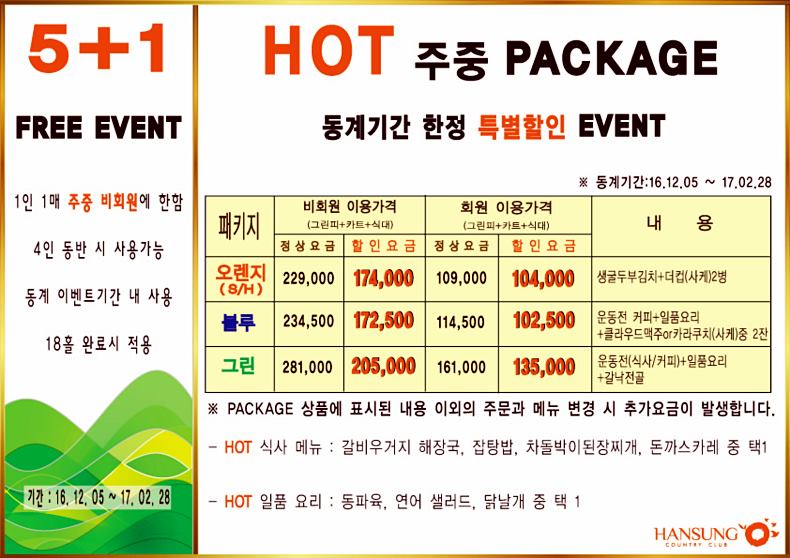 5+1
FREE EVENT
1인 1매 주중 비회원에 한함
4인 동반 시 사용가능
동계 이벤트기간 내 사용
18홀 완료시 적용
기간 : 16. 12. 05 ~ 17. 02. 28
HOT 주중 PACKAGE
동계기간 한정 특별할인 EVENT
※ 동계기간:16.12.05 ~ 17.02.28
패키지 비회원 이용가격 회원 이용가격 내 용
(그린피+카트+식대) (그린피+카트+식대)
정상요금 할인요금 정상요금 할인요금
오렌지 229,000 174,000 109,000 104,000 생굴두부김치+더컵(사케)2병
(S/H)
블루 234,500 172,500 114,500 102,500 운동전 커피+일품요리
+클라우드맥주or카라쿠치(사케)중 2잔
그린 281,000 205,000 161,000 135,000 운동전(식사/커피)+일품요리
+갈낙전골
※ PACKAGE 상품에 표시된 내용 이외의 주문과 메뉴 변경 시 추가요금이 발생합니다.
- HOT 식사 메뉴 : 갈비우거지 해장국, 잡탕밥, 차돌박이된장찌개, 돈까스카레 중 택1
- HOT 일품 요리 : 동파육, 연어 샐러드, 닭날개 중 택 1
HANSUNG
COUNTRY CLUB